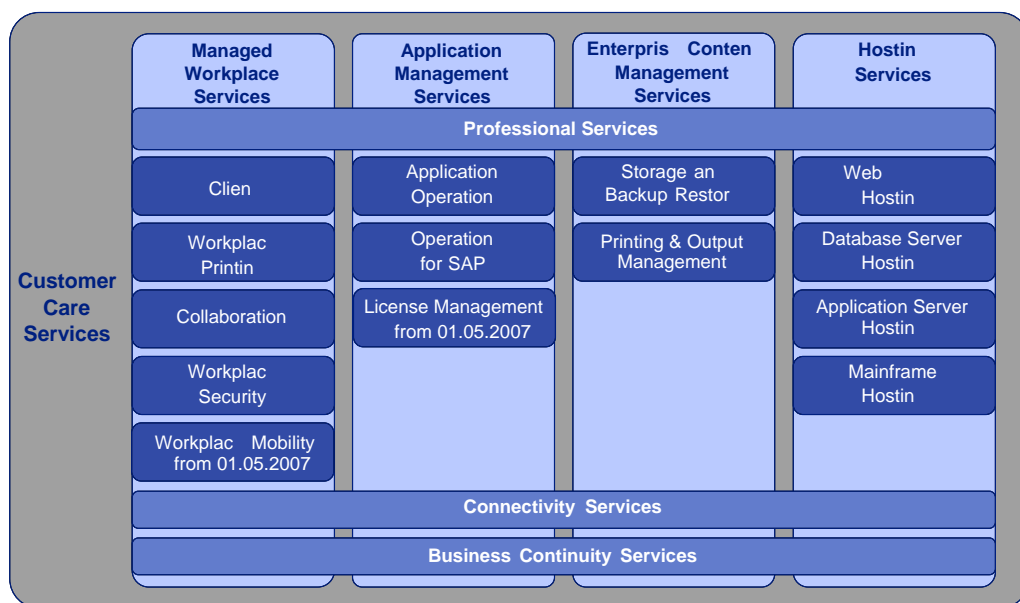 Customer
Care
Services
Managed
Workplace
Services
Application
Management
Services
Enterpris Conten
Management
Services
Hostin
Services
Professional Services
Clien
Workplac
Printin
Collaboration
Workplac
Security
Workplac Mobility
from 01.05.2007
Application
Operation
Operation
for SAP
License Management
from 01.05.2007
Storage an
Backup Restor
Printing & Output
Management
Web
Hostin
Database Server
Hostin
Application Server
Hostin
Mainframe
Hostin
Connectivity Services
Business Continuity Services